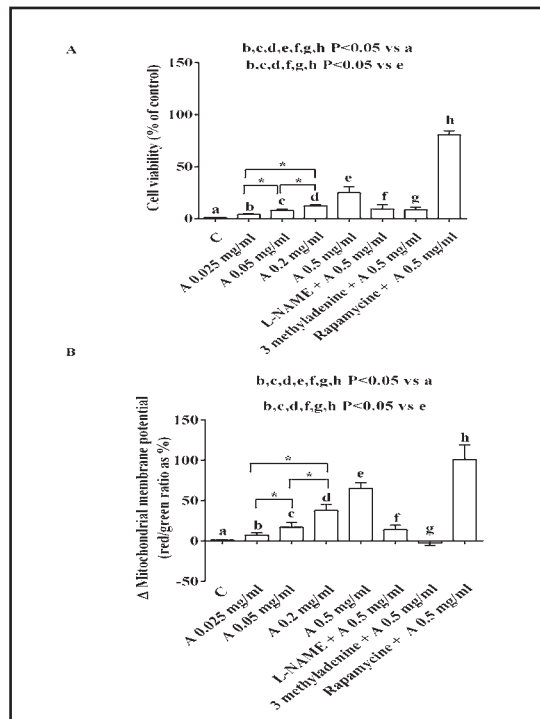 A
b,c,d,e,f,g,h P<0.05 vs a
b,c,d,f,g,h P<0.05 vs e
Cell viability (% of control)
150
100
50
0
a
b
c
d
e
f
g
h
*
*
*
C
A 0.025 mg/ml
A 0.05 mg/ml
A 0.2 mg/ml
A 0.5 mg/ml
L-NAME + A 0.5 mg/ml
3 methyladenine + A 0.5 mg/ml
Rapamycine + A 0.5 mg/ml
B
b,c,d,e,f,g,h P<0.05 vs a
b,c,d,f,g,h P<0.05 vs e
Δ Mitochondrial membrane potential
(red/green ratio as %)
150
100
50
0
-50
a
b
c
d
e
f
g
h
*
*
*
C
A 0.025 mg/ml
A 0.05 mg/ml
A 0.2 mg/ml
A 0.5 mg/ml
L-NAME + A 0.5 mg/ml
3 methyladenine + A 0.5 mg/ml
Rapamycine + A 0.5 mg/ml